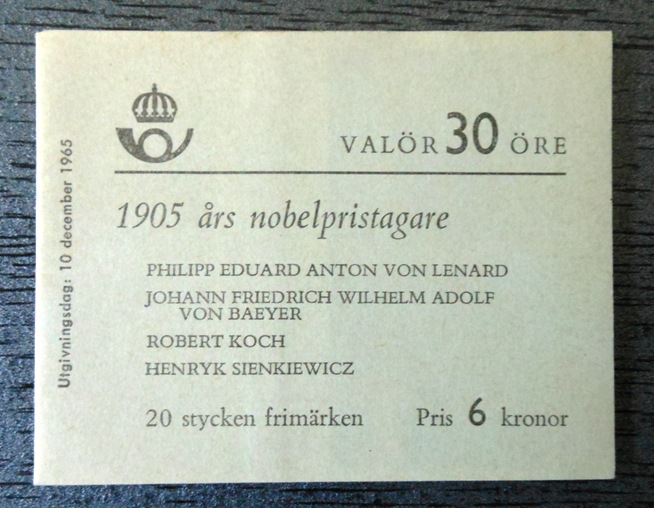 VALÖR 30 ÖRE
1905 års nobelpristagare
PHILIPP EDUARD ANTON VON LENARD
JOHANN FRIEDRICH WILHELM ADOLF
VON BAEYER
ROBERT KOCH
HENRYK SIENKIEWICZ
20 stycken frimärken Pris 6 kronor
Utgivningsdag: 10 december 1965